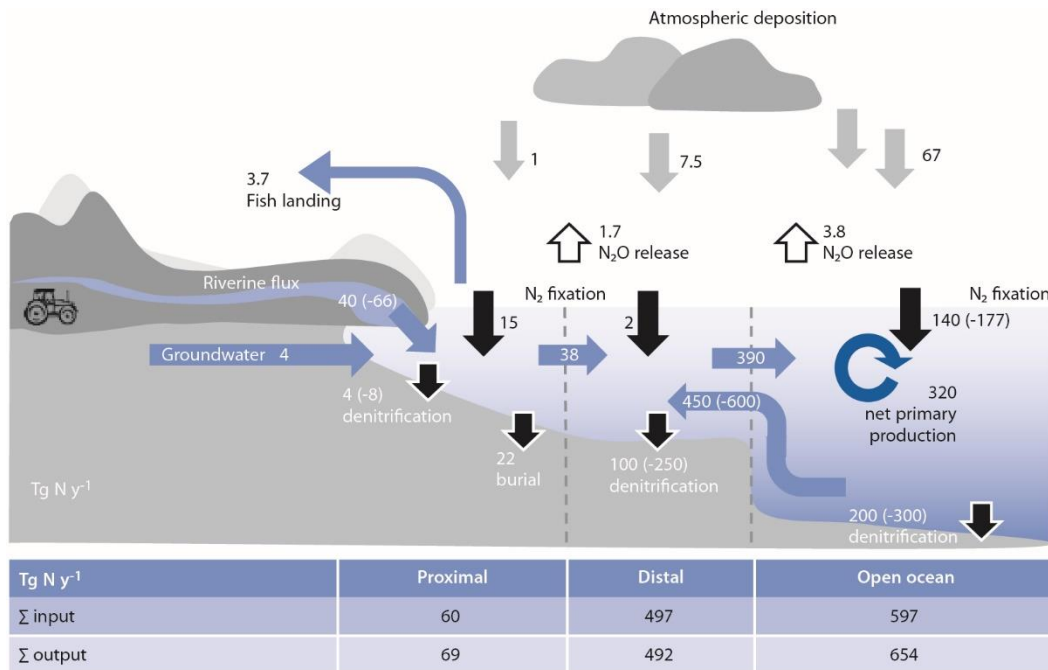 Atmospheric deposition
1
7.5
67
3.7
Fish landing
1.7
N₂O release
3.8
N₂O release
Riverine flux
40 (-66)
N₂ fixation
15
2
N₂ fixation
140 (-177)
Groundwater 4
38
390
4 (-8)
denitrification
450 (-600)
320
net primary
production
22
burial
100 (-250)
denitrification
Tg N y⁻¹
200 (-300)
denitrification
Tg N y⁻¹ Proximal Distal Open ocean
∑ input 60 497 597
∑ output 69 492 654